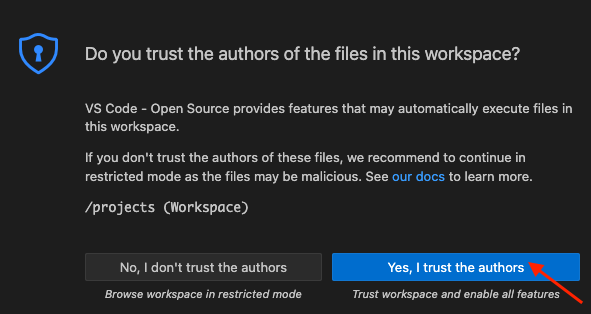 Do you trust the authors of the files in this workspace?
VS Code - Open Source provides features that may automatically execute files in
this workspace.
If you don't trust the authors of these files, we recommend to continue in
restricted mode as the files may be malicious. See our docs to learn more.
/projects (Workspace)
No, I don't trust the authors
Yes, I trust the authors
Browse workspace in restricted mode
Trust workspace and enable all features